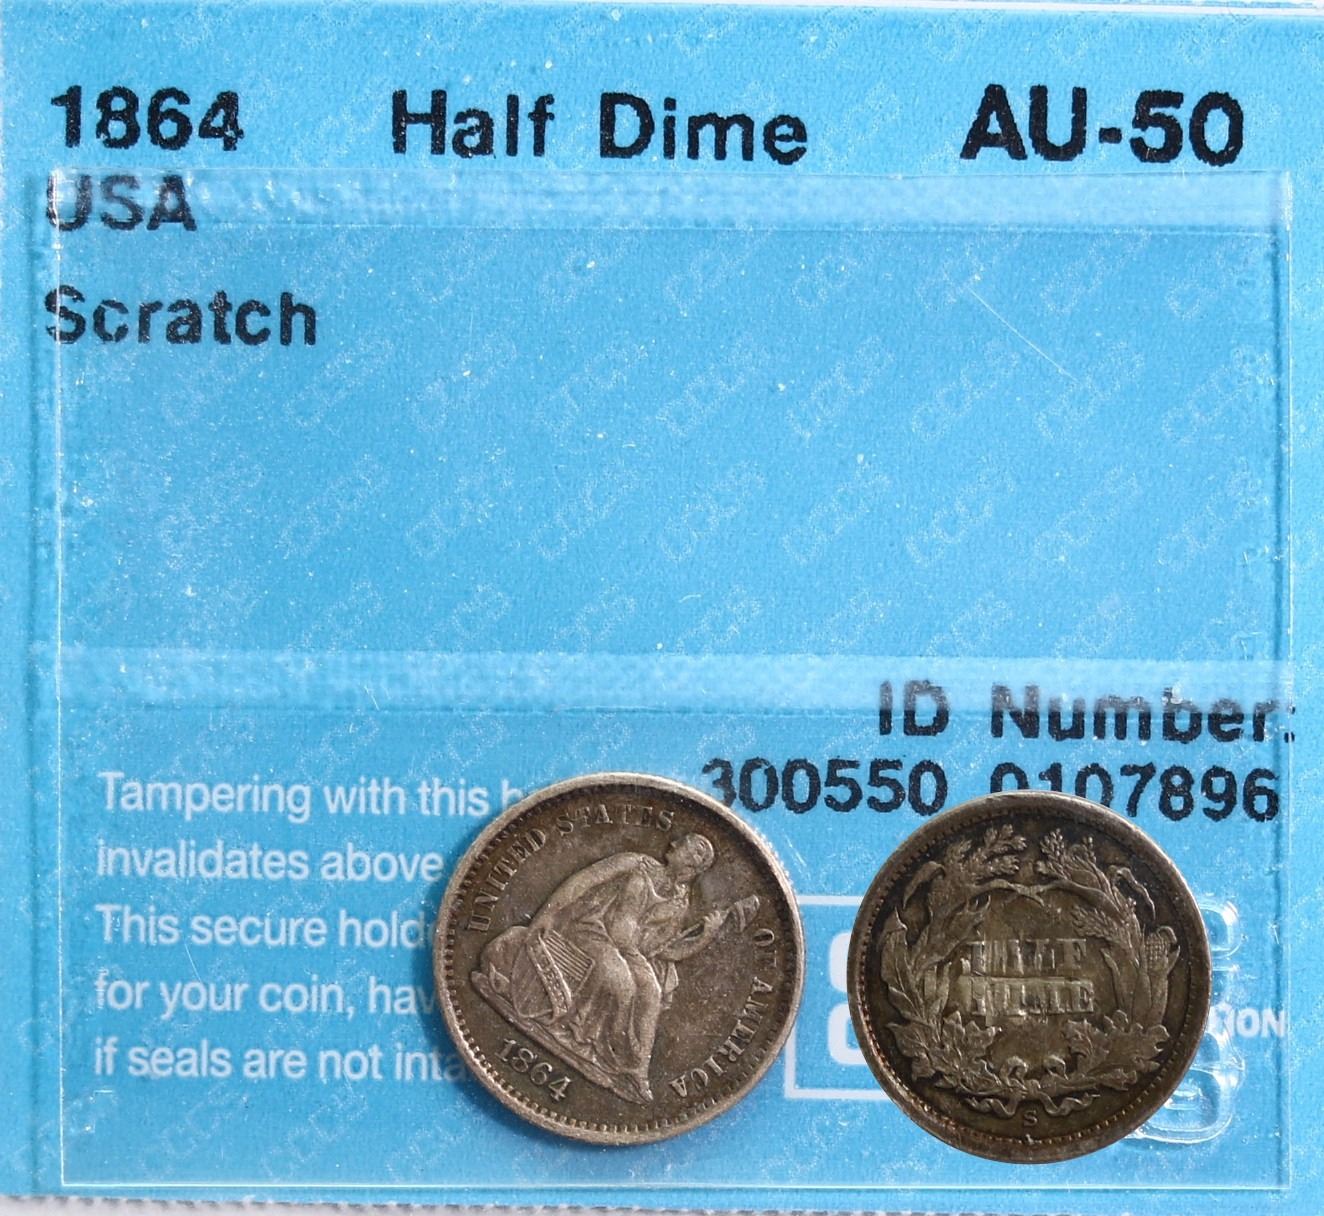 1864 Half Dime AU-50
USA
Scratch
ID Number:
300550 0107896
Tampering with this
invalidates above
This secure hold
for your coin, hav
if seals are not inta
ION
UNITED STATES OF AMERICA
1864
HALF
DIME
S